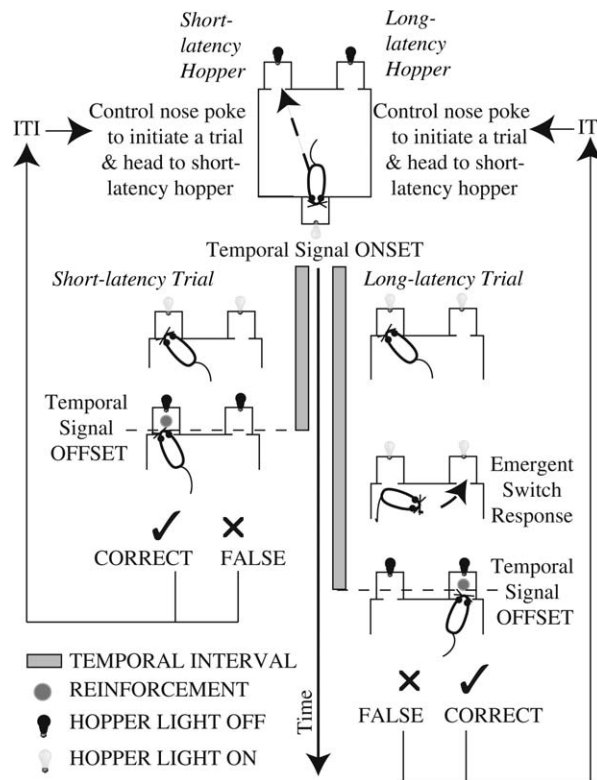 Short-
latency
Hopper
Long-
latency
Hopper
ITI
Control nose poke
to initiate a trial
& head to short-
latency hopper
Control nose poke
to initiate a trial
& head to short-
latency hopper
IT
Temporal Signal ONSET
Short-latency Trial
Long-latency Trial
Temporal
Signal
OFFSET
Emergent
Switch
Response
CORRECT
FALSE
Temporal
Signal
OFFSET
FALSE
CORRECT
TEMPORAL INTERVAL
REINFORCEMENT
HOPPER LIGHT OFF
HOPPER LIGHT ON
Time